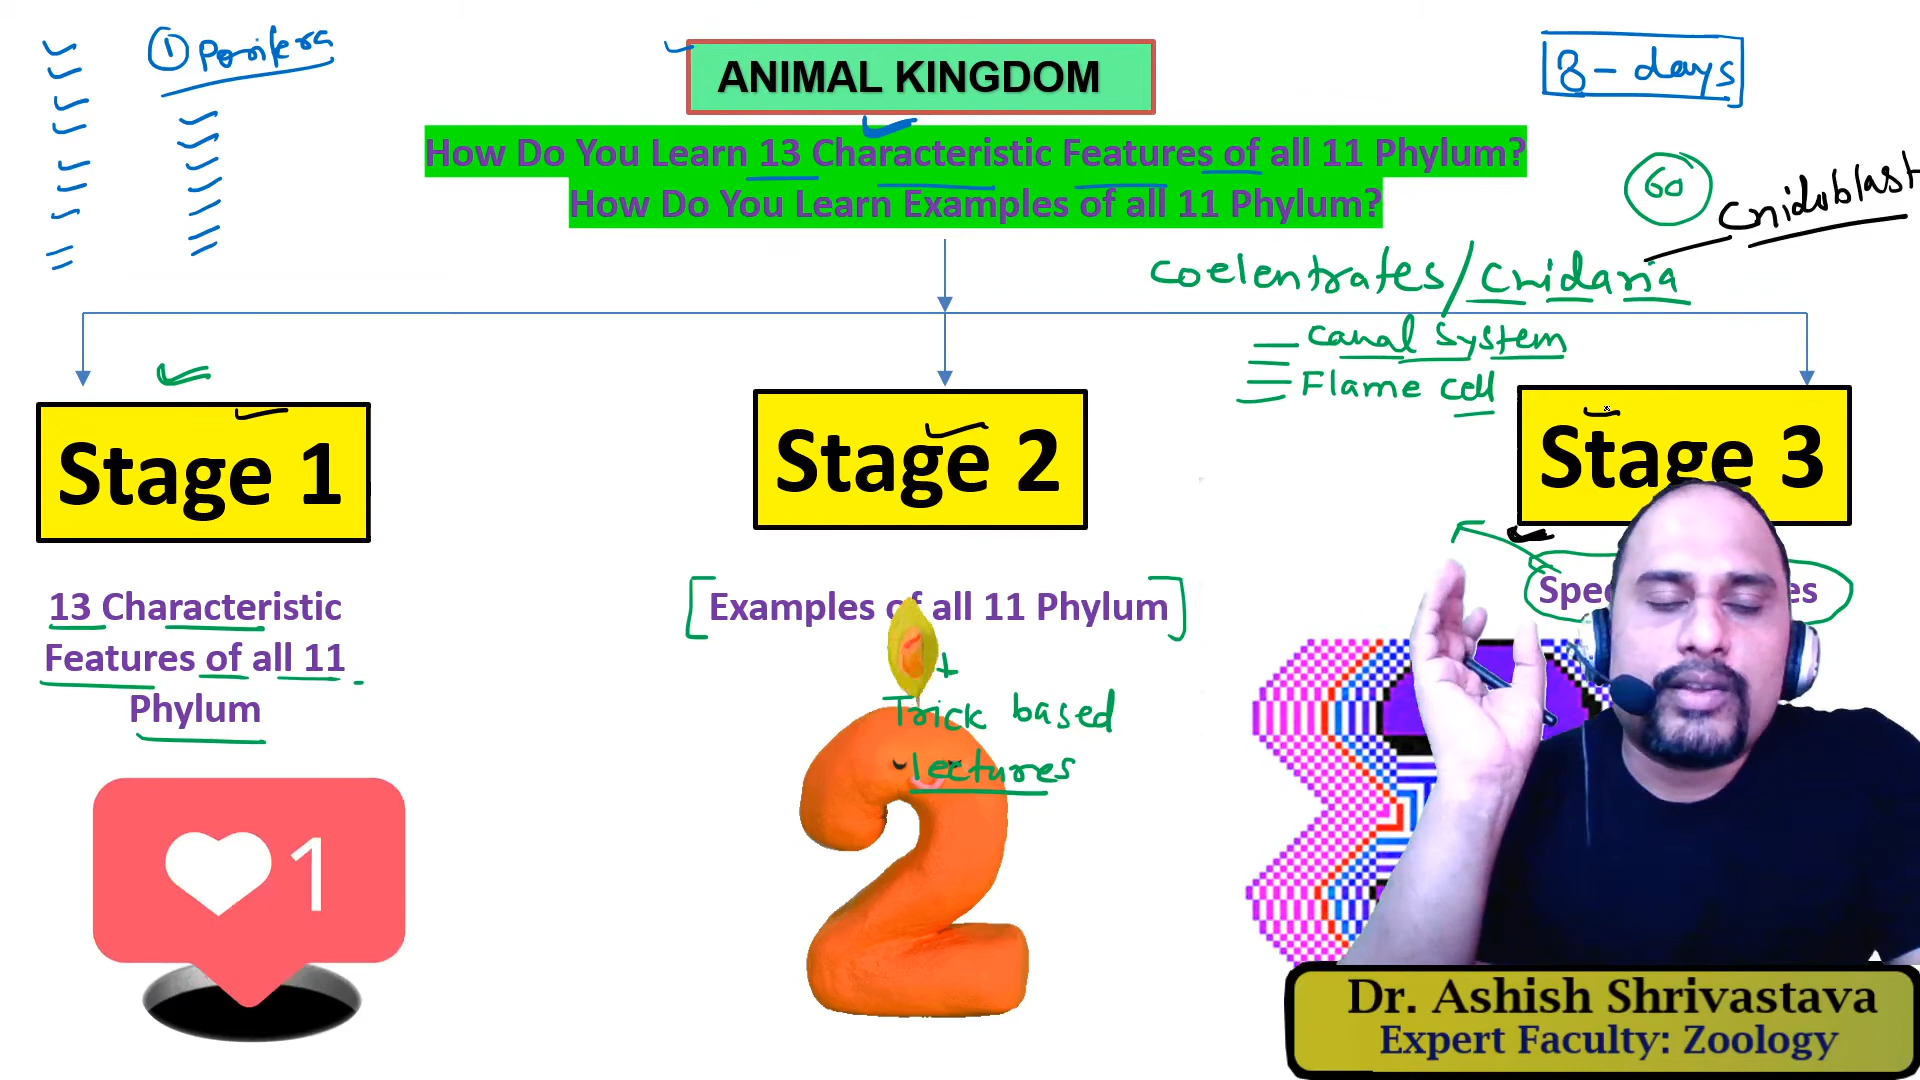 ① Porifera
ANIMAL KINGDOM
8 - days
How Do You Learn 13 Characteristic Features of all 11 Phylum?
How Do You Learn Examples of all 11 Phylum?
60
Cnidoblast
Coelentrates/Cnidaria
Canal System
Flame Cell
Stage 1
Stage 2
Stage 3
13 Characteristic
Features of all 11
Phylum
[Examples of all 11 Phylum]
+
Trick based
lectures
1
2
Dr. Ashish Shrivastava
Expert Faculty: Zoology